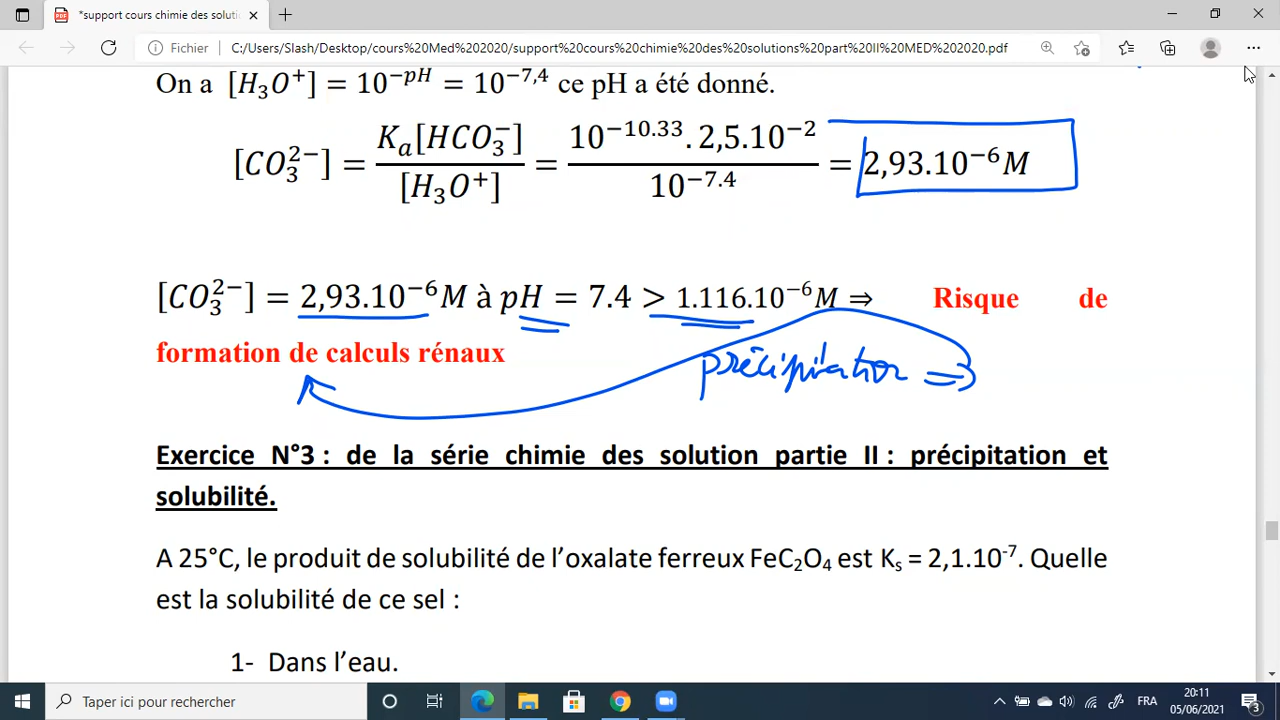 *support cours chimie des soluti
Fichier
C:/Users/Slash/Desktop/cours%20Med%202020/support%20cours%20chimie%20des%20solutions%20part%20II%20MED%202020.pdf
On a [H₃O⁺] = 10^{-pH} = 10^{-7,4} ce pH a été donné.
[CO₃²⁻] = Kₐ[HCO₃⁻] / [H₃O⁺] = 10^{-10.33}. 2,5.10⁻² / 10^{-7.4} = 2,93.10⁻⁶M
[CO₃²⁻] = 2,93.10⁻⁶M à pH = 7.4 > 1.116.10⁻⁶M ⇒ Risque de
formation de calculs rénaux
précipitation ⇒
Exercice N°3 : de la série chimie des solution partie II : précipitation et
solubilité.
A 25°C, le produit de solubilité de l’oxalate ferreux FeC₂O₄ est Kₛ = 2,1.10⁻⁷. Quelle
est la solubilité de ce sel :
1- Dans l’eau.
Taper ici pour rechercher
FRA
20:11
05/06/2021
3